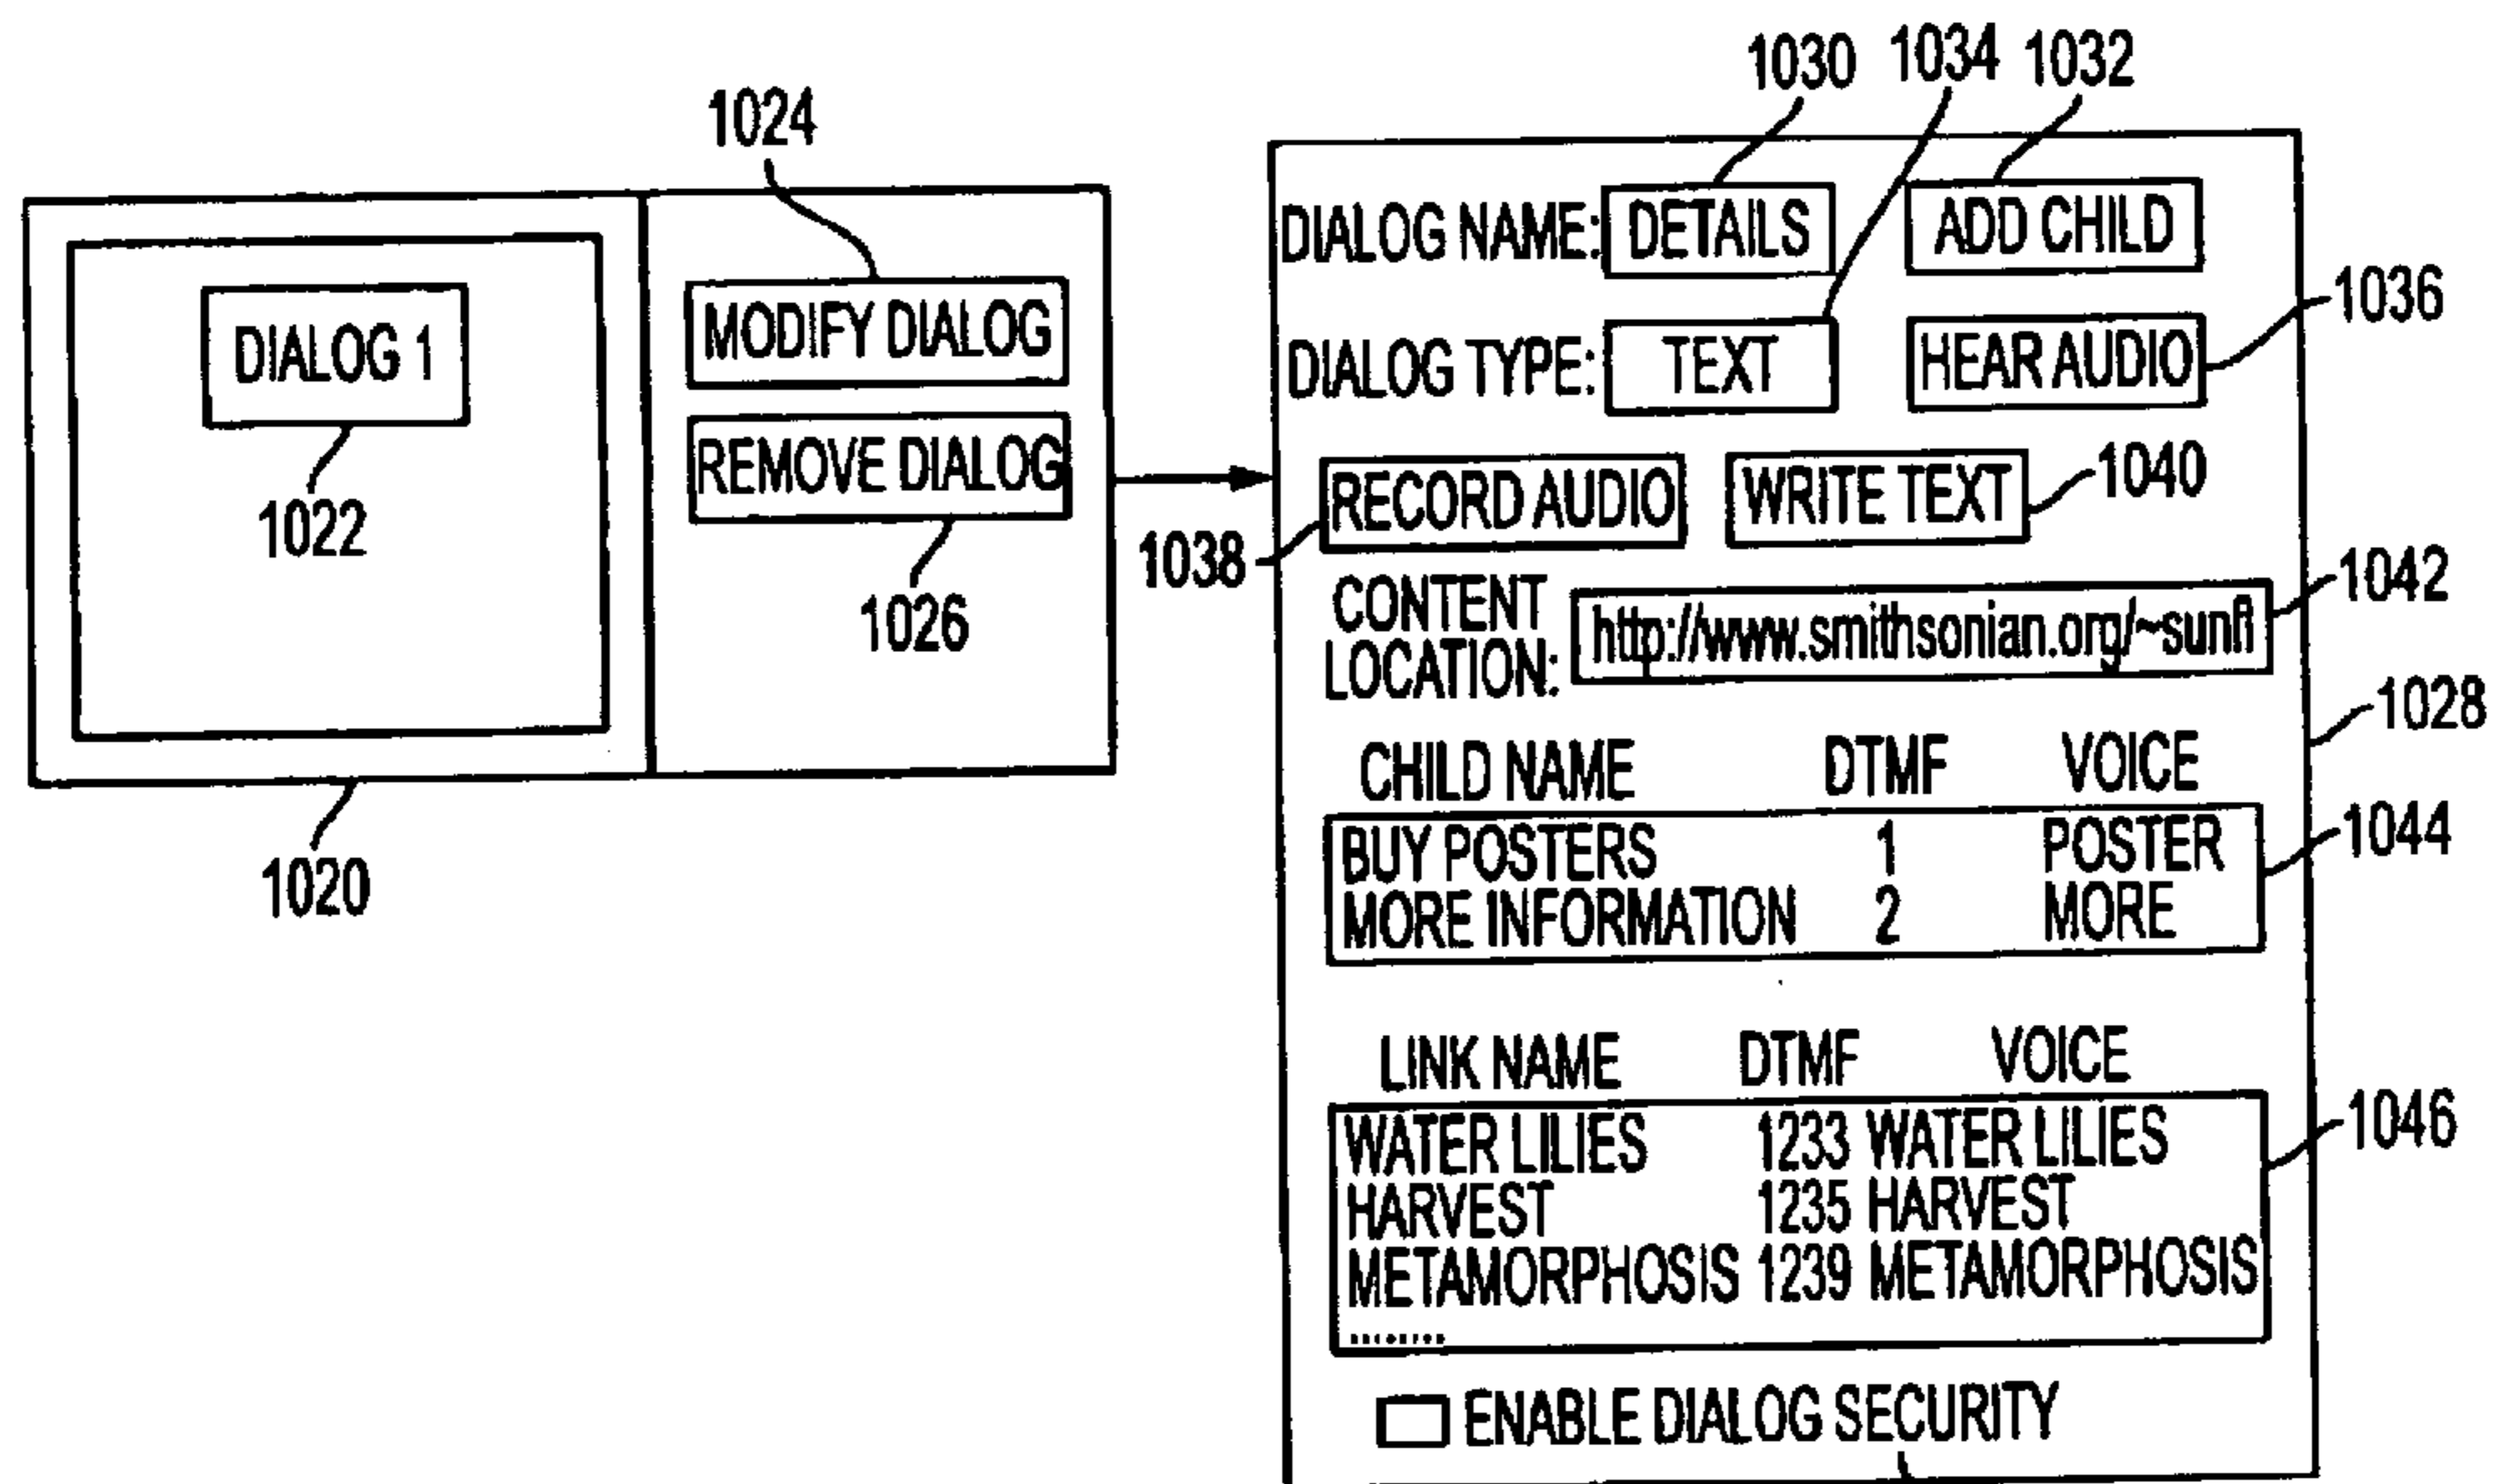 1024
DIALOG 1
1022
1020
MODIFY DIALOG
REMOVE DIALOG
1026
1030 1034 1032
DIALOG NAME: DETAILS ADD CHILD
DIALOG TYPE: TEXT HEAR AUDIO 1036
RECORD AUDIO WRITE TEXT 1040
1038
CONTENT
LOCATION: http://www.smithsonian.org/~sunfl 1042
1028
CHILD NAME DTMF VOICE
BUY POSTERS 1 POSTER 1044
MORE INFORMATION 2 MORE
LINK NAME DTMF VOICE
WATER LILIES 1233 WATER LILIES 1046
HARVEST 1235 HARVEST
METAMORPHOSIS 1239 METAMORPHOSIS
........
ENABLE DIALOG SECURITY